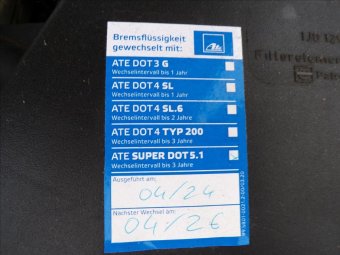 Bremsflüssigkeit
gewechselt mit:
ATE
ATE DOT 3 G
Wechselintervall bis 1 Jahr
ATE DOT 4 SL
Wechselintervall bis 1 Jahr
ATE DOT 4 SL.6
Wechselintervall bis 2 Jahre
ATE DOT 4 TYP 200
Wechselintervall bis 3 Jahre
ATE SUPER DOT 5.1
Wechselintervall bis 3 Jahre
Ausgeführt am:
04/24
Nächster Wechsel am:
04/26
Filterelement